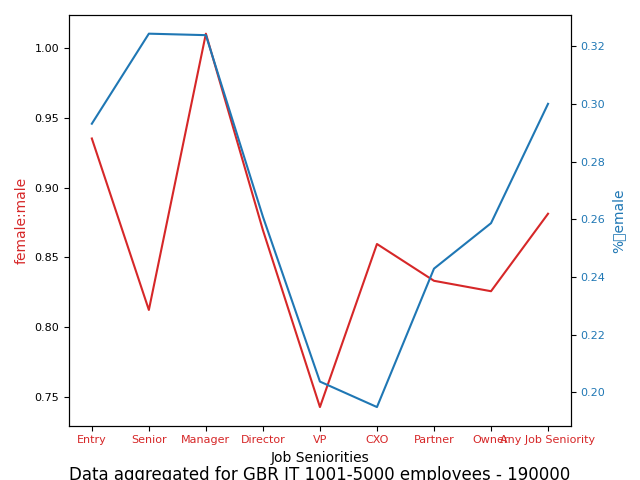 1.00
0.95
0.90
0.85
0.80
0.75
female:male
0.32
0.30
0.28
0.26
0.24
0.22
0.20
%▯emale
Entry Senior Manager Director VP CXO Partner Owner Any Job Seniority
Job Seniorities
Data aggregated for GBR IT 1001-5000 employees - 190000